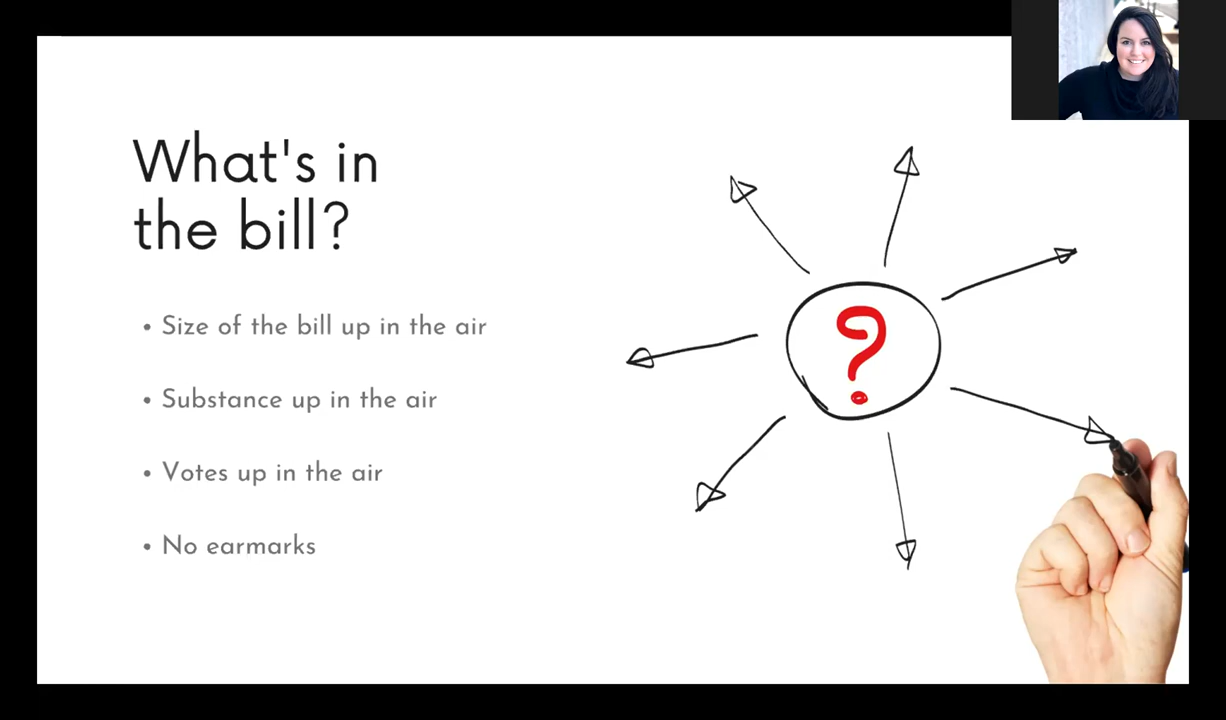 What's in
the bill?
• Size of the bill up in the air
• Substance up in the air
• Votes up in the air
• No earmarks
?